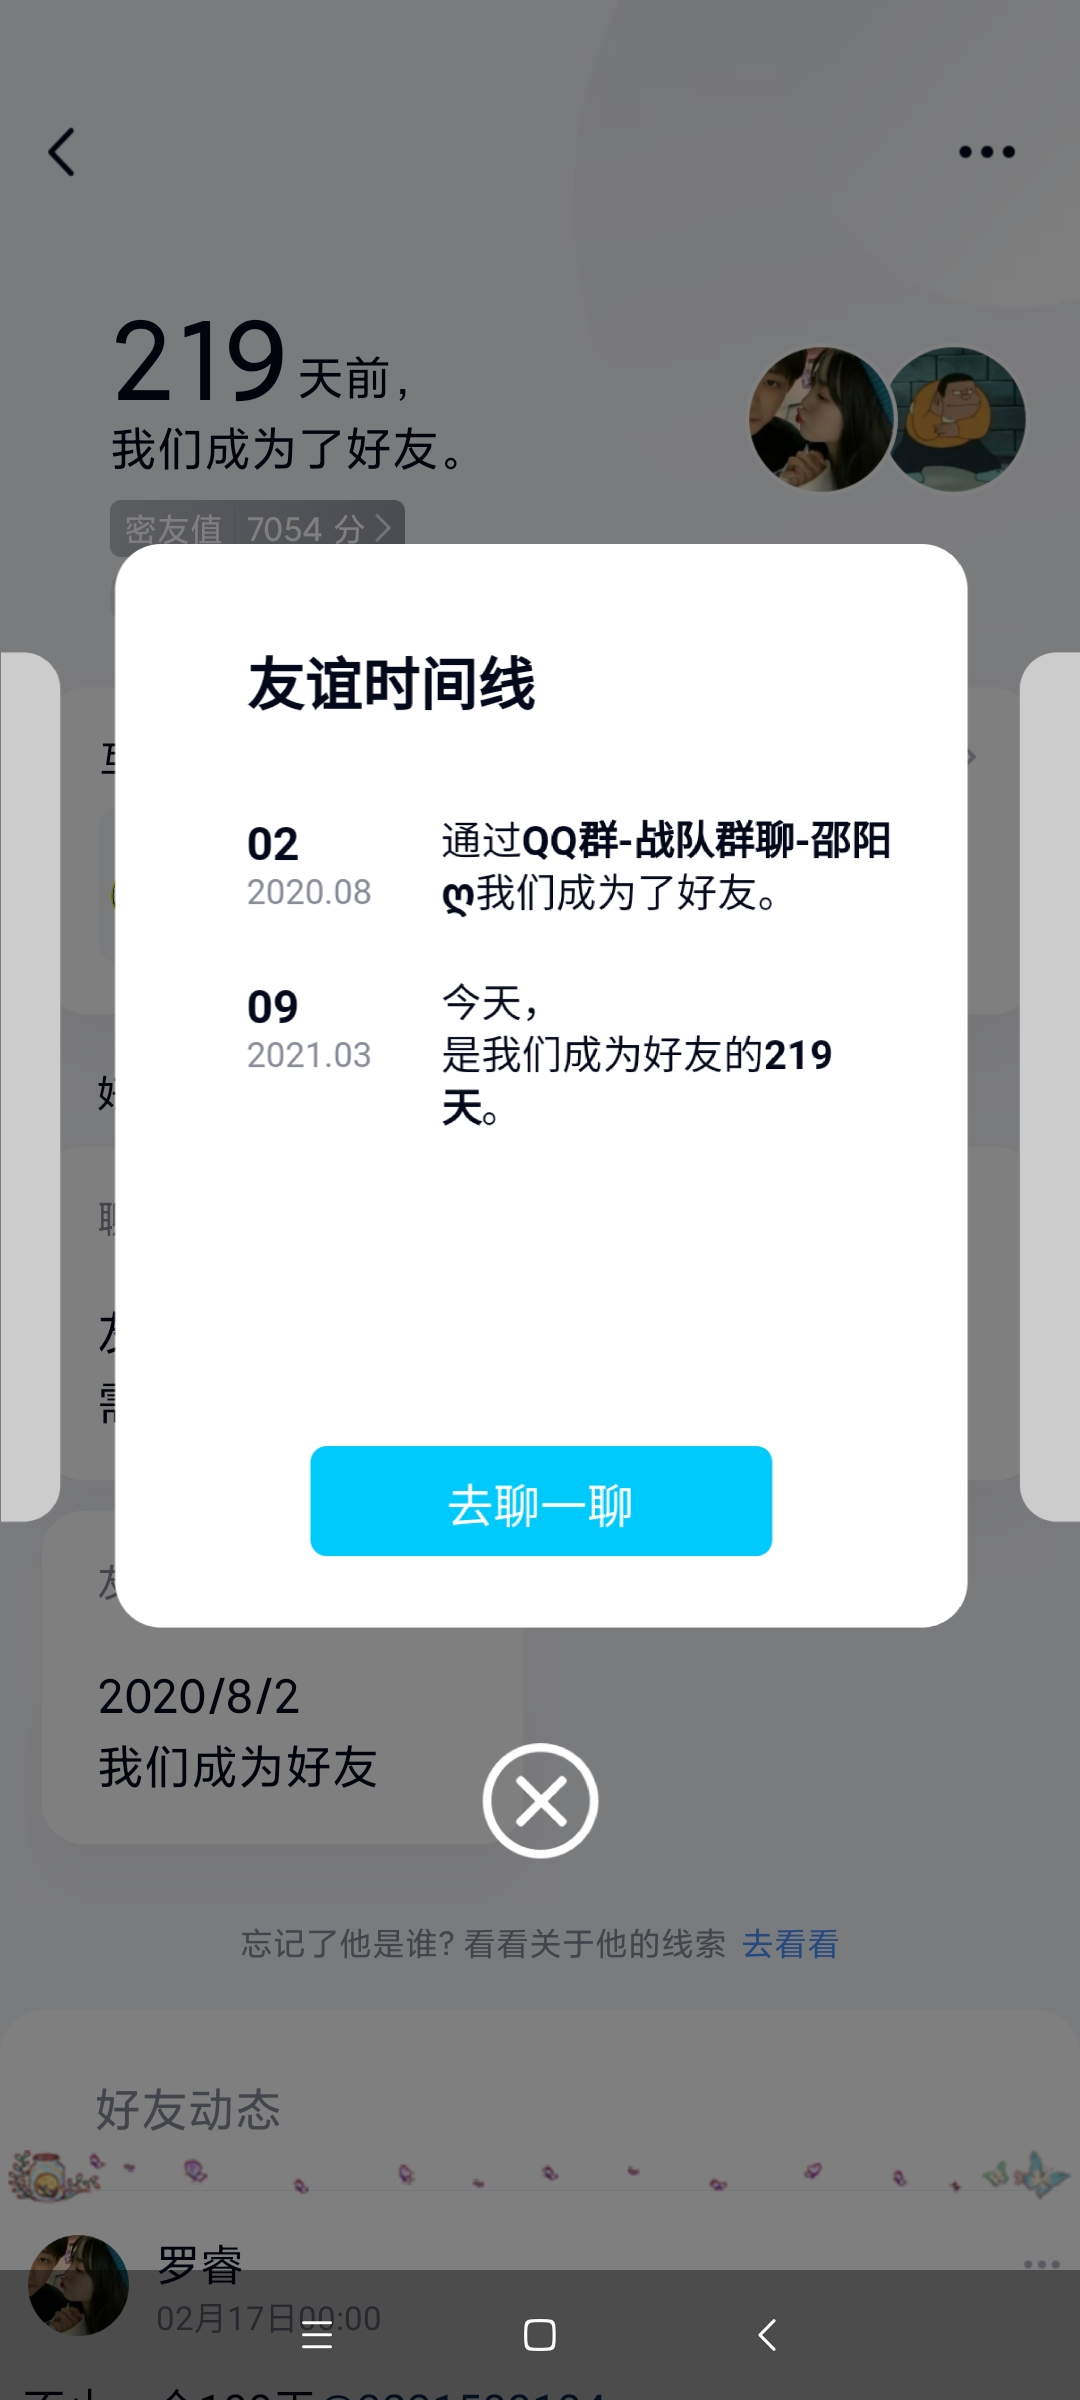 219 天前，
我们成为了好友。
密友值 7054 分
友谊时间线
02
2020.08
通过QQ群-战队群聊-邵阳
ღ我们成为了好友。
09
2021.03
今天，
是我们成为好友的219
天。
去聊一聊
2020/8/2
我们成为好友
忘记了他是谁? 看看关于他的线索 去看看
好友动态
罗睿
02月17日00:00